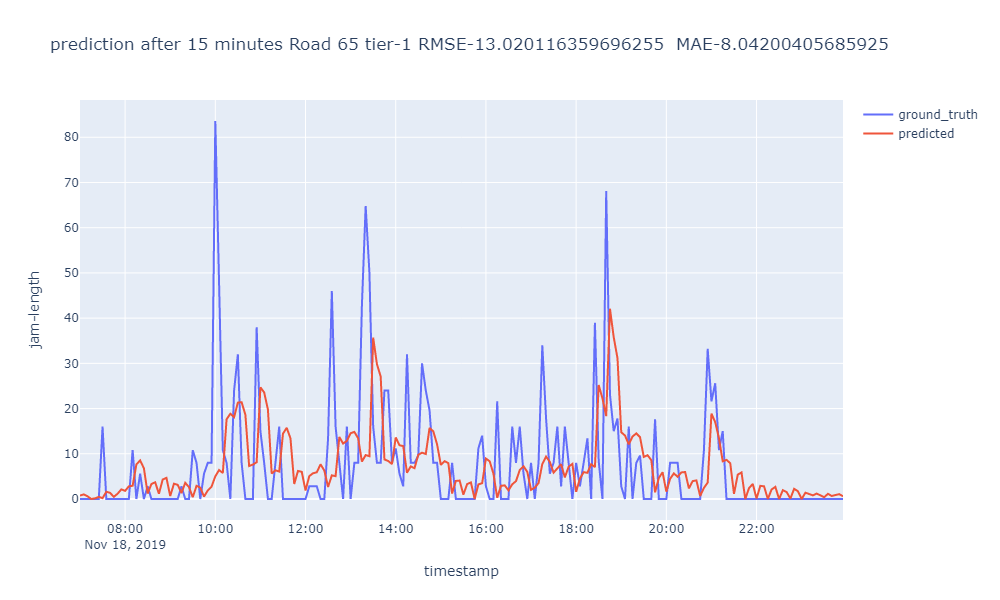 prediction after 15 minutes Road 65 tier-1 RMSE-13.020116359696255  MAE-8.04200405685925
ground_truth
predicted
80
70
60
50
40
30
20
10
0
jam-length
08:00 10:00 12:00 14:00 16:00 18:00 20:00 22:00
Nov 18, 2019
timestamp